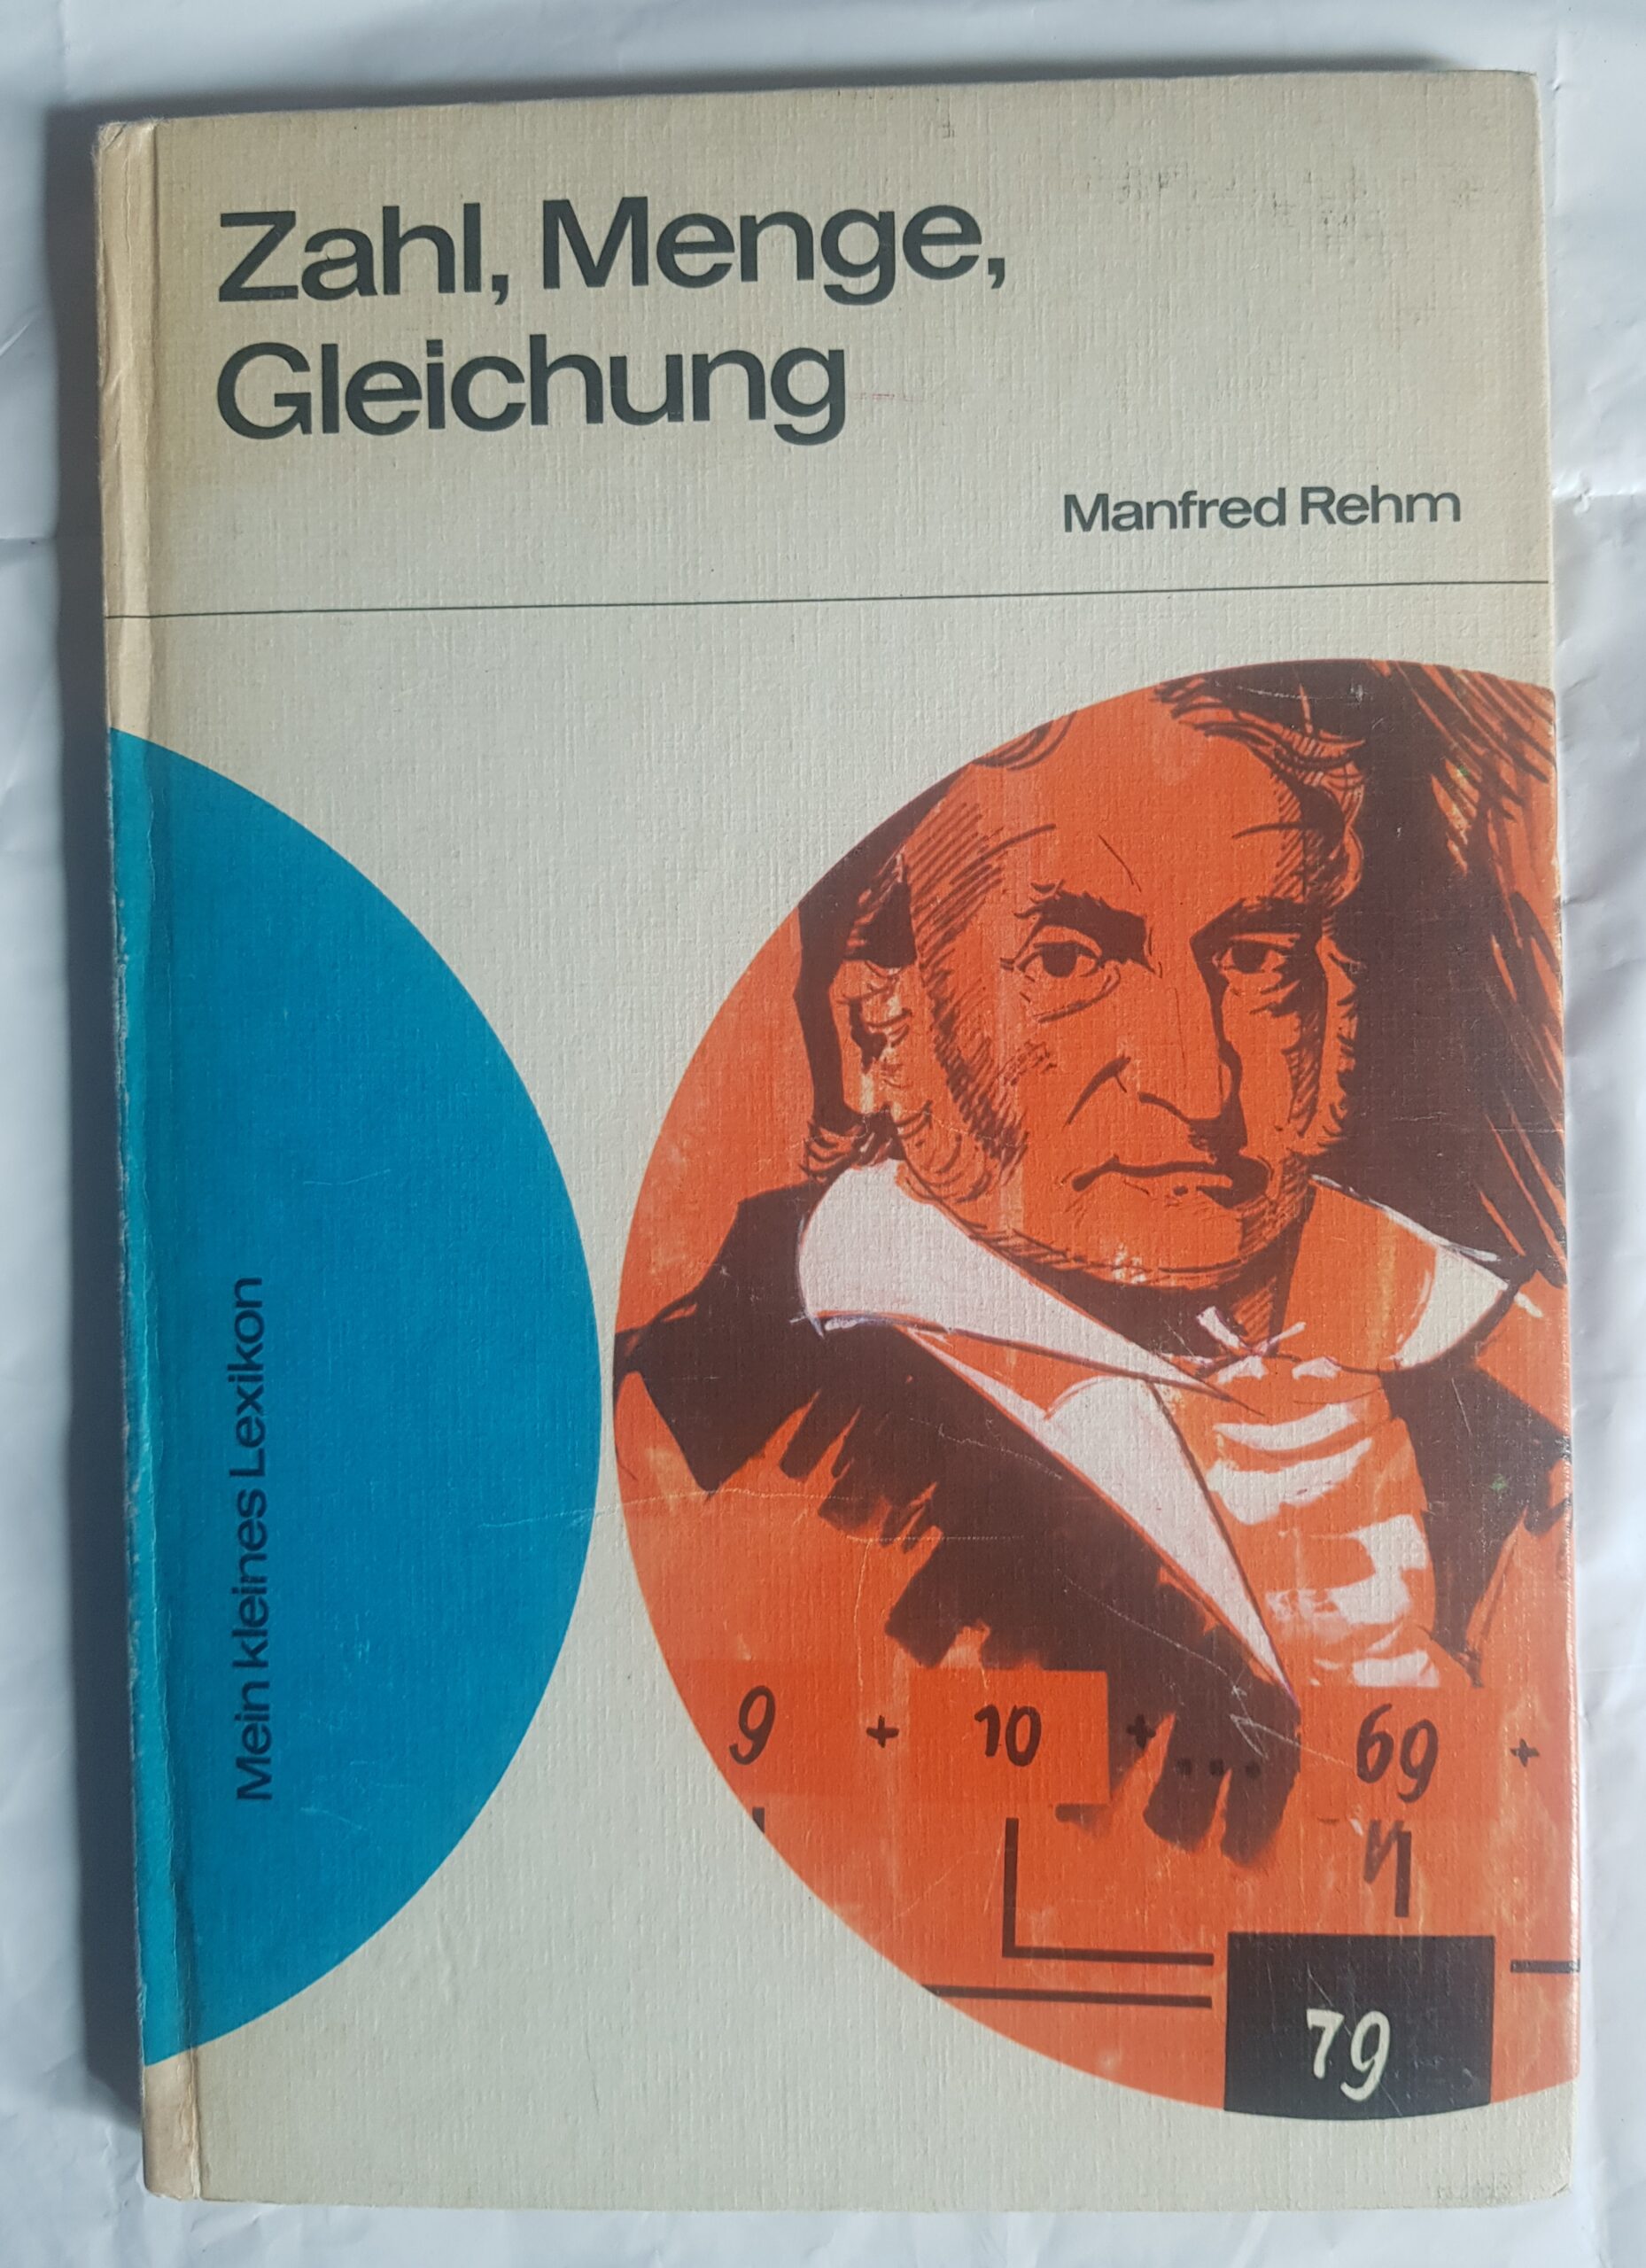 Zahl, Menge,
Gleichung
Manfred Rehm
Mein kleines Lexikon
9 + 10 + ... 69 +
79